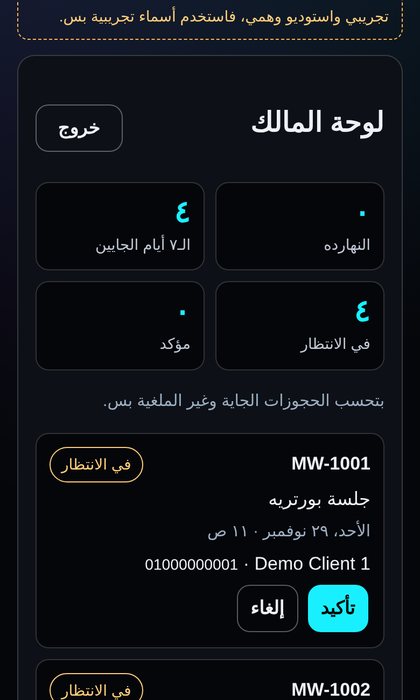 تجريبي واستوديو وهمي، فاستخدم أسماء تجريبية بس.
لوحة المالك
خروج
٠
النهارده
٤
الـ٧ أيام الجايين
٤
في الانتظار
٠
مؤكد
بتحسب الحجوزات الجاية وغير الملغية بس.
MW-1001
في الانتظار
جلسة بورتريه
الأحد، ٢٩ نوفمبر · ١١ ص
Demo Client 1 · 01000000001
تأكيد
إلغاء
MW-1002
في الانتظار